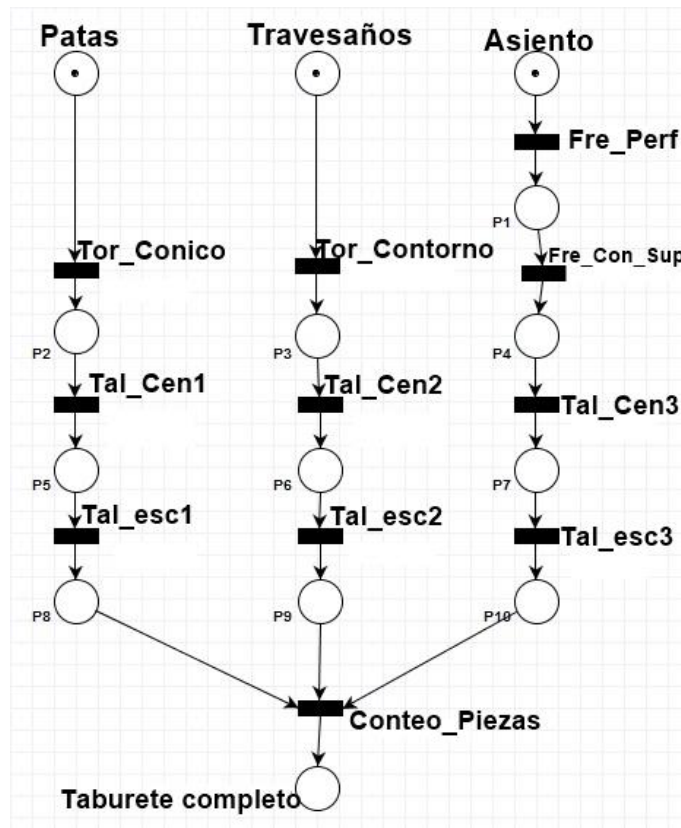 Patas
Travesaños
Asiento
Fre_Perf
P1
Tor_Conico
Tor_Contorno
Fre_Con_Sup
P2
P3
P4
Tal_Cen1
Tal_Cen2
Tal_Cen3
P5
P6
P7
Tal_esc1
Tal_esc2
Tal_esc3
P8
P9
P10
Conteo_Piezas
Taburete completo